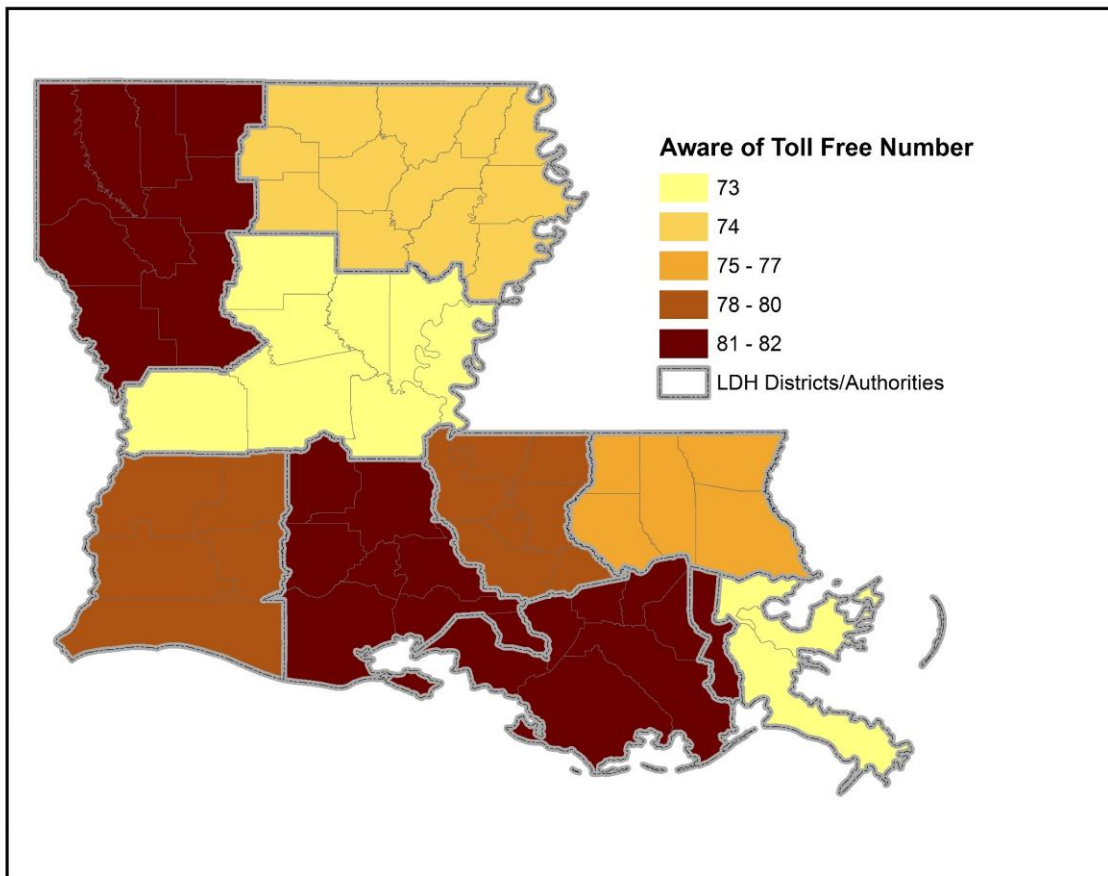 Aware of Toll Free Number
73
74
75 - 77
78 - 80
81 - 82
LDH Districts/Authorities